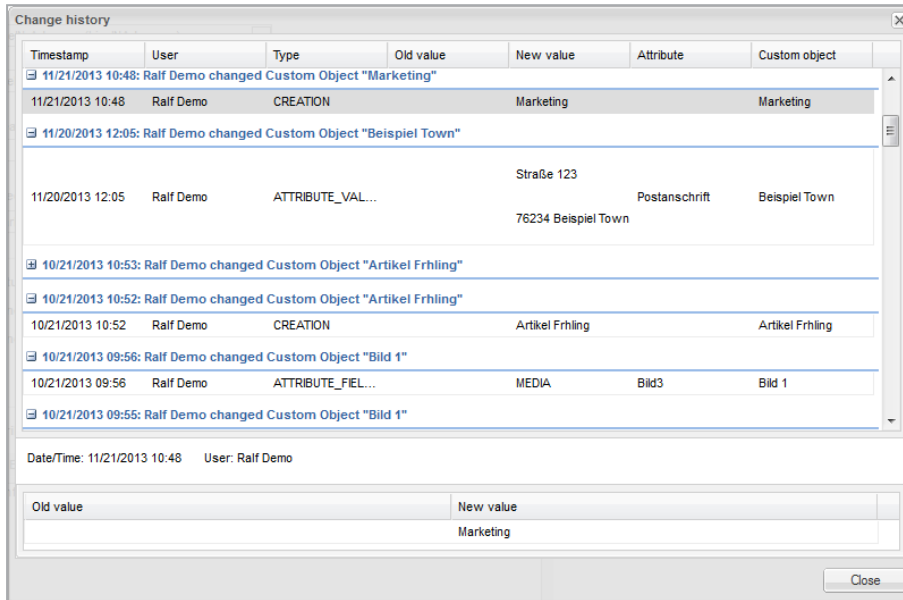 Change history
Timestamp User Type Old value New value Attribute Custom object
11/21/2013 10:48: Ralf Demo changed Custom Object "Marketing"
11/21/2013 10:48 Ralf Demo CREATION Marketing Marketing
11/20/2013 12:05: Ralf Demo changed Custom Object "Beispiel Town"
Straße 123
11/20/2013 12:05 Ralf Demo ATTRIBUTE_VAL... Postanschrift Beispiel Town
76234 Beispiel Town
10/21/2013 10:53: Ralf Demo changed Custom Object "Artikel Frhling"
10/21/2013 10:52: Ralf Demo changed Custom Object "Artikel Frhling"
10/21/2013 10:52 Ralf Demo CREATION Artikel Frhling Artikel Frhling
10/21/2013 09:56: Ralf Demo changed Custom Object "Bild 1"
10/21/2013 09:56 Ralf Demo ATTRIBUTE_FIEL... MEDIA Bild3 Bild 1
10/21/2013 09:55: Ralf Demo changed Custom Object "Bild 1"
Date/Time: 11/21/2013 10:48 User: Ralf Demo
Old value New value
Marketing
Close